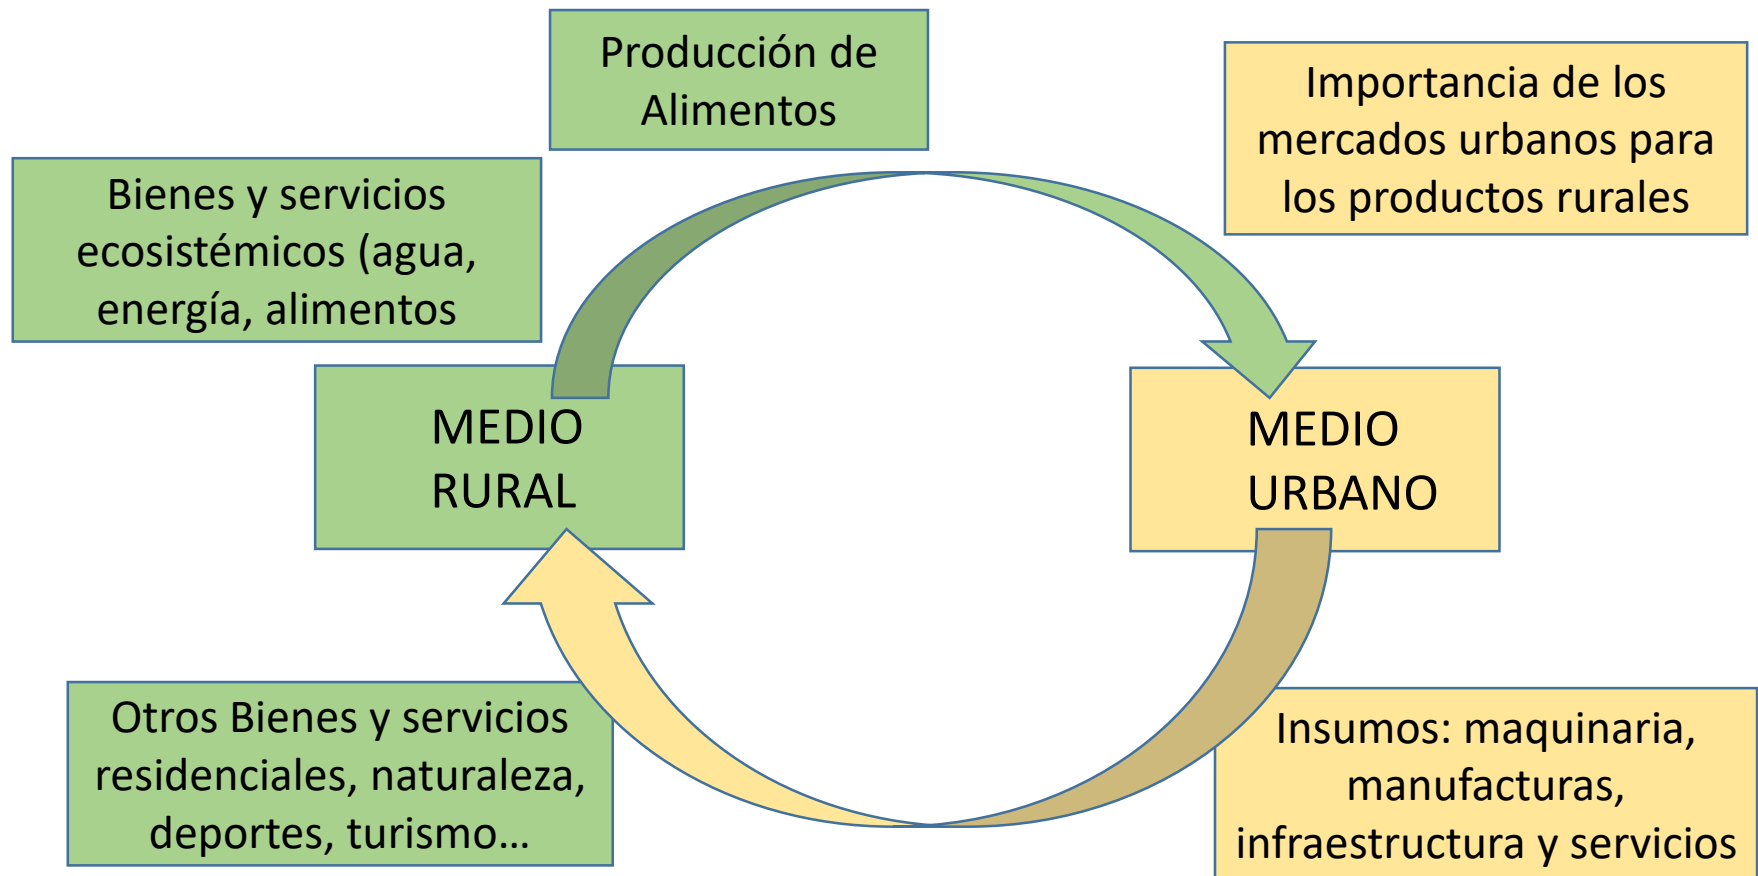 Producción de
Alimentos
Importancia de los
mercados urbanos para
los productos rurales
Bienes y servicios
ecosistémicos (agua,
energía, alimentos
MEDIO
RURAL
MEDIO
URBANO
Otros Bienes y servicios
residenciales, naturaleza,
deportes, turismo...
Insumos: maquinaria,
manufacturas,
infraestructura y servicios